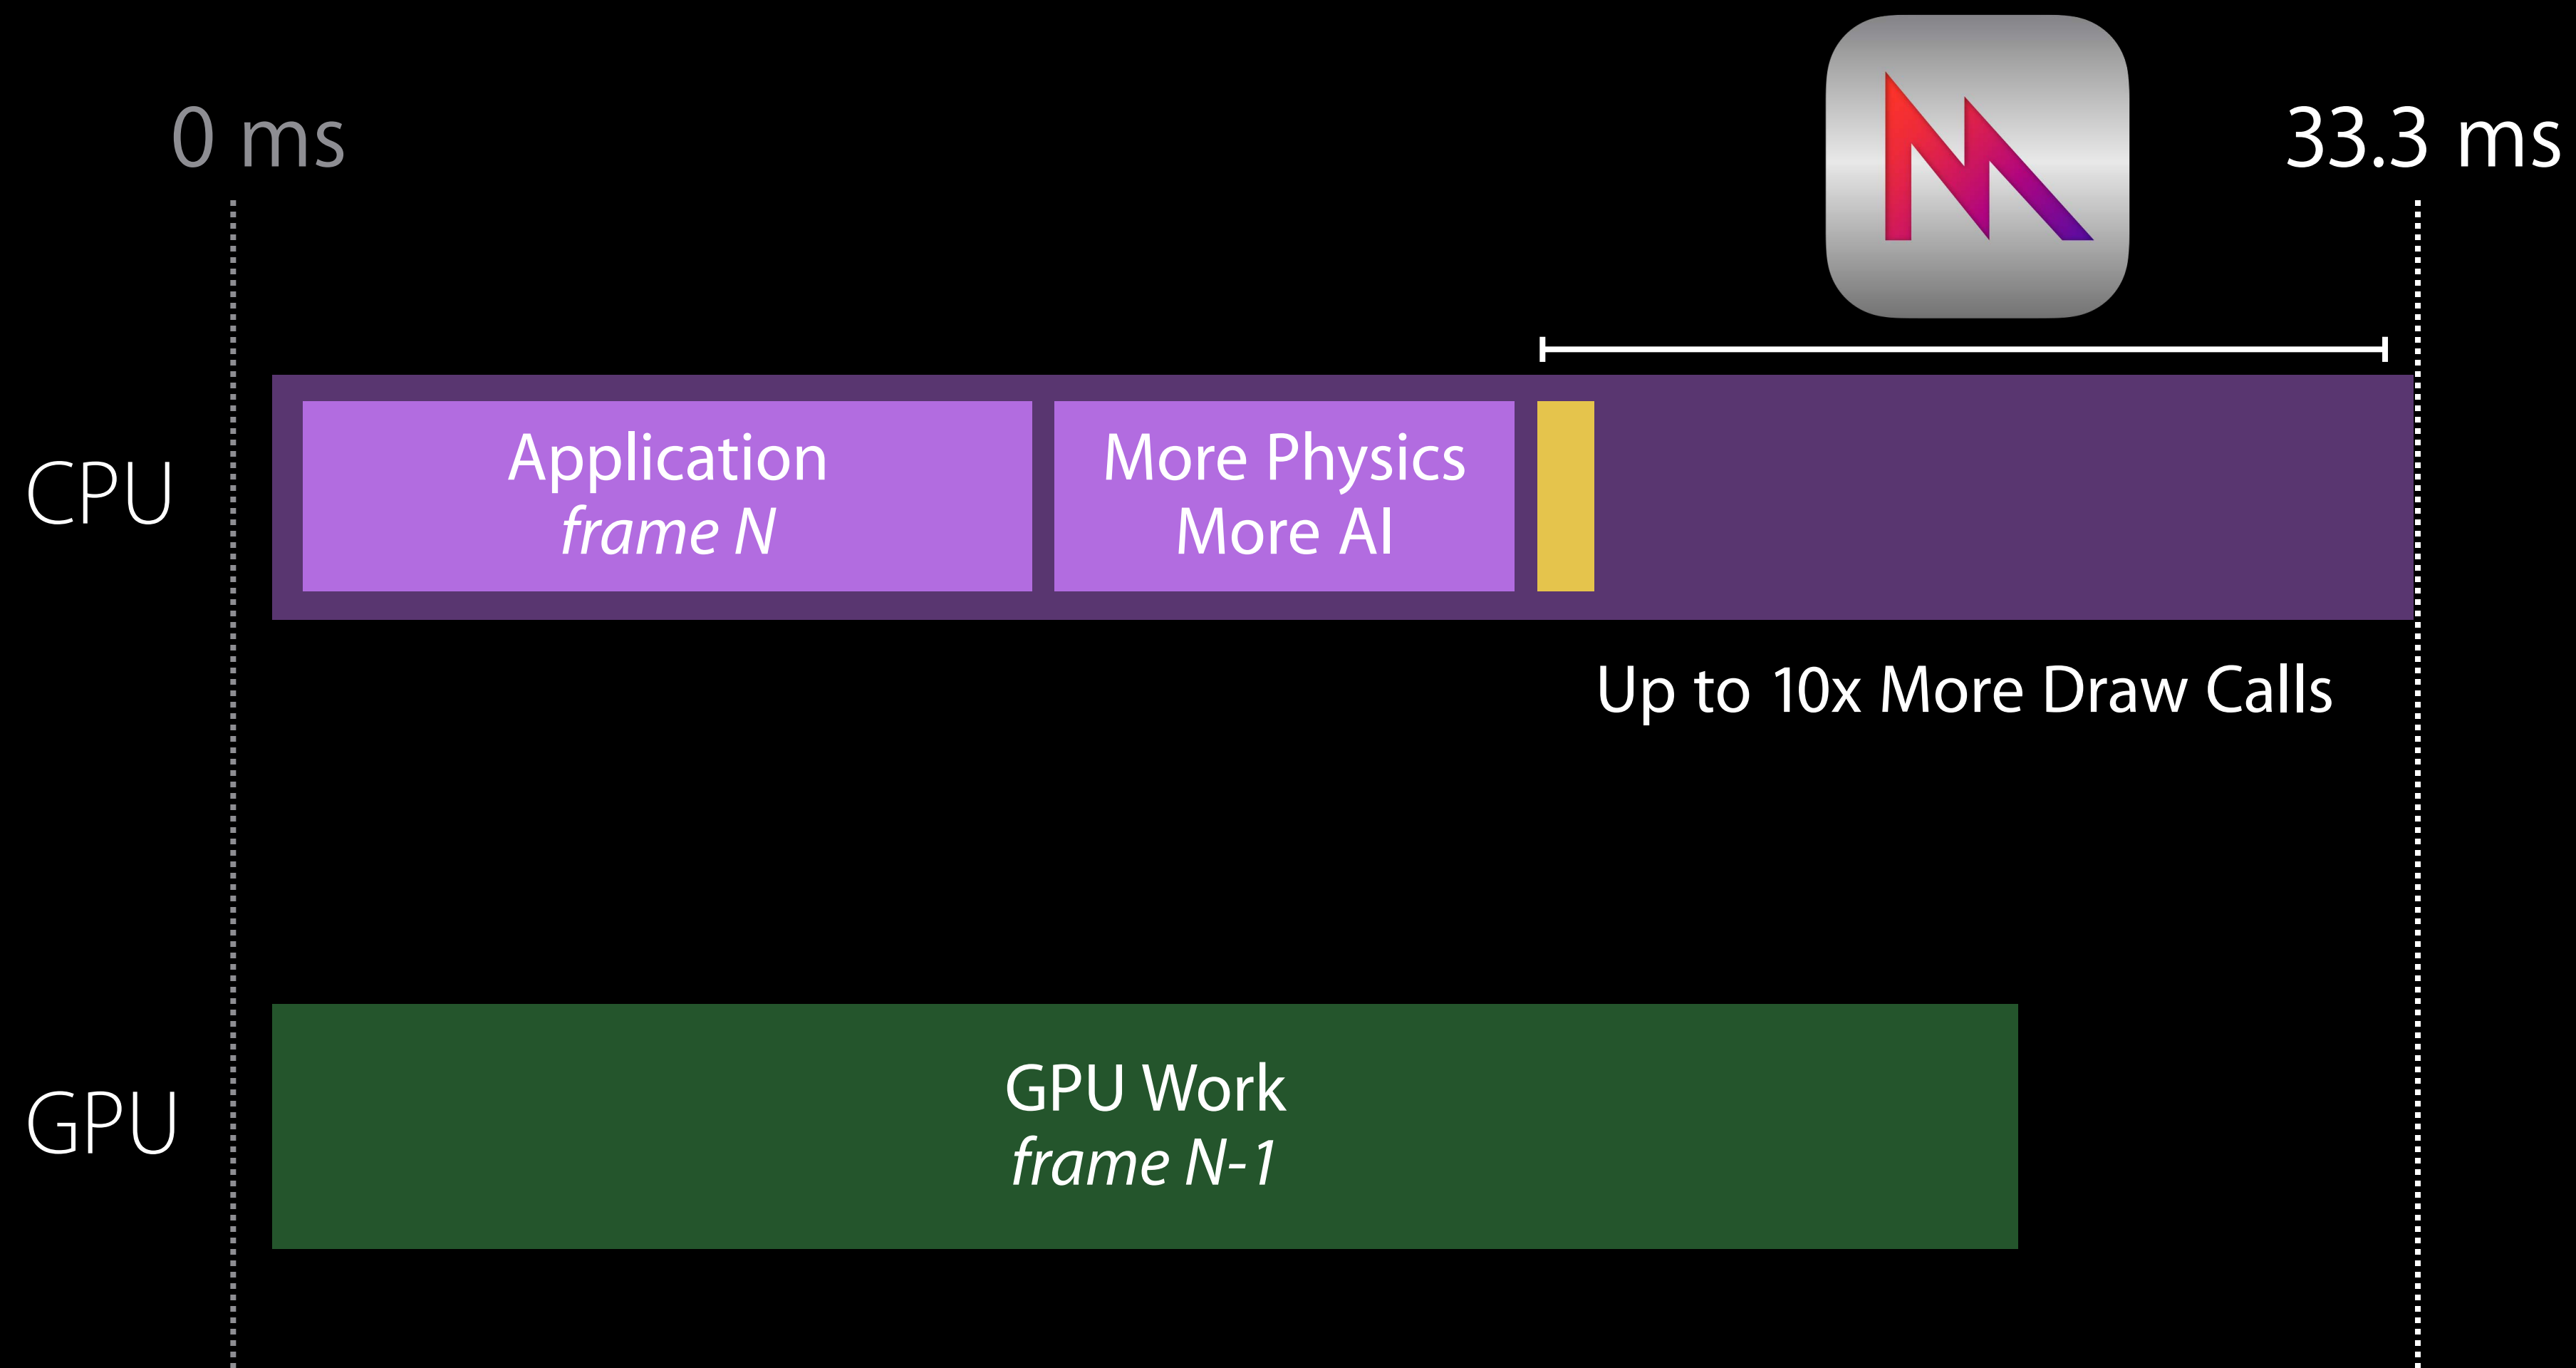 0 ms
33.3 ms
CPU
Application
frame N
More Physics
More AI
Up to 10x More Draw Calls
GPU
GPU Work
frame N-1